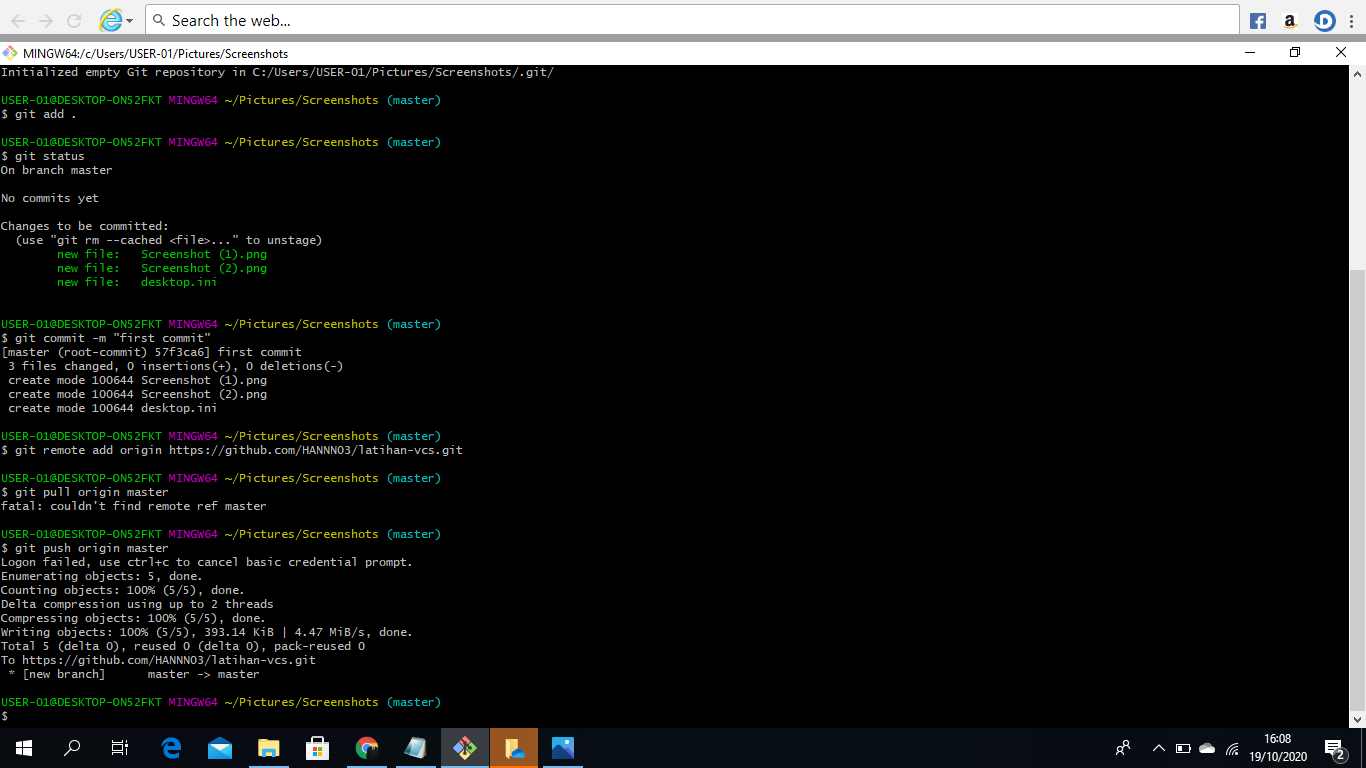 Search the web...
MINGW64:/c/Users/USER-01/Pictures/Screenshots
Initialized empty Git repository in C:/Users/USER-01/Pictures/Screenshots/.git/
USER-01@DESKTOP-ON52FKT MINGW64 ~/Pictures/Screenshots (master)
$ git add .
USER-01@DESKTOP-ON52FKT MINGW64 ~/Pictures/Screenshots (master)
$ git status
On branch master
No commits yet
Changes to be committed:
  (use "git rm --cached <file>..." to unstage)
        new file:   Screenshot (1).png
        new file:   Screenshot (2).png
        new file:   desktop.ini
USER-01@DESKTOP-ON52FKT MINGW64 ~/Pictures/Screenshots (master)
$ git commit -m "first commit"
[master (root-commit) 57f3ca6] first commit
 3 files changed, 0 insertions(+), 0 deletions(-)
 create mode 100644 Screenshot (1).png
 create mode 100644 Screenshot (2).png
 create mode 100644 desktop.ini
USER-01@DESKTOP-ON52FKT MINGW64 ~/Pictures/Screenshots (master)
$ git remote add origin https://github.com/HANNNO3/latihan-vcs.git
USER-01@DESKTOP-ON52FKT MINGW64 ~/Pictures/Screenshots (master)
$ git pull origin master
fatal: couldn't find remote ref master
USER-01@DESKTOP-ON52FKT MINGW64 ~/Pictures/Screenshots (master)
$ git push origin master
Logon failed, use ctrl+c to cancel basic credential prompt.
Enumerating objects: 5, done.
Counting objects: 100% (5/5), done.
Delta compression using up to 2 threads
Compressing objects: 100% (5/5), done.
Writing objects: 100% (5/5), 393.14 KiB | 4.47 MiB/s, done.
Total 5 (delta 0), reused 0 (delta 0), pack-reused 0
To https://github.com/HANNNO3/latihan-vcs.git
 * [new branch]      master -> master
USER-01@DESKTOP-ON52FKT MINGW64 ~/Pictures/Screenshots (master)
$
16:08
19/10/2020
2